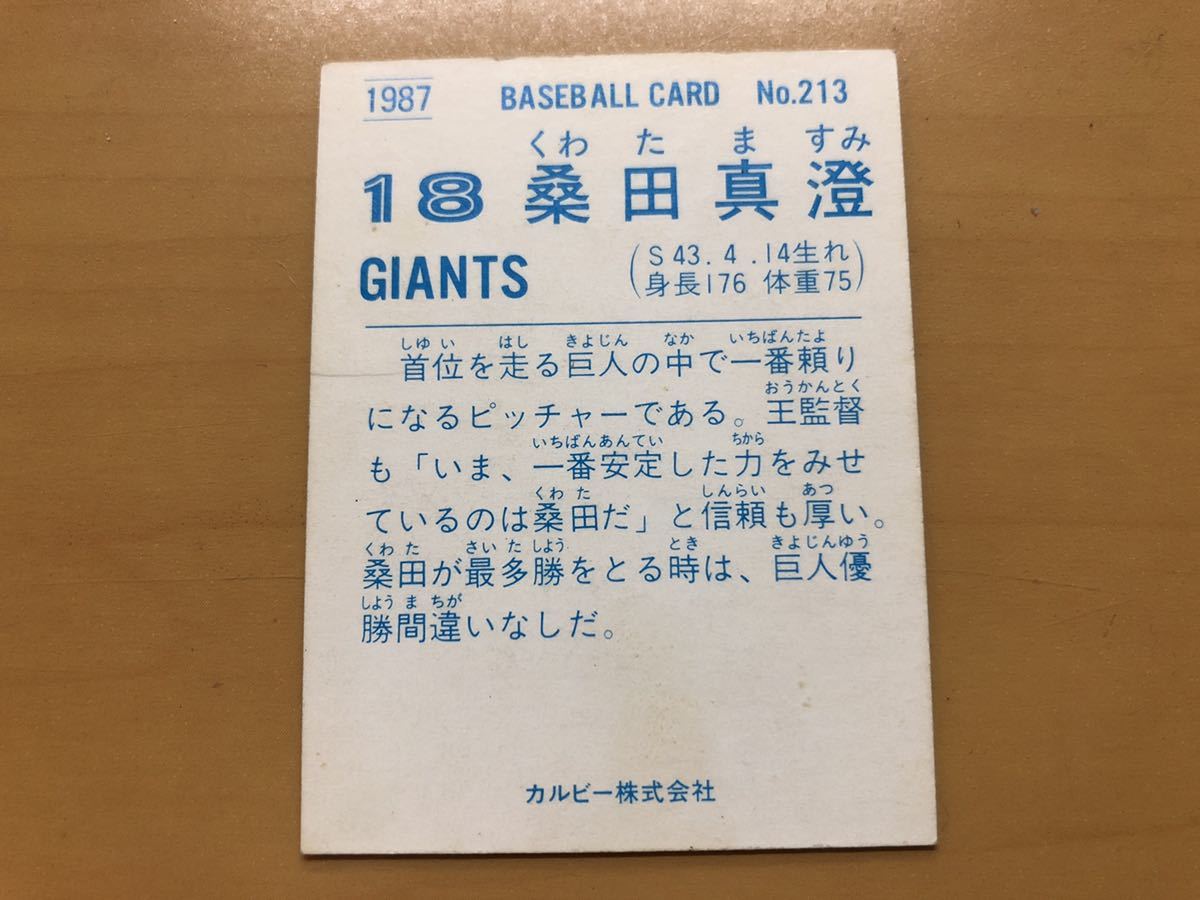 1987 BASEBALL CARD No.213
くわ た ま すみ
18 桑田真澄
GIANTS (S43.4.14生れ
身長176 体重75)
しゆい はし きよじん なか いちばんたよ
首位を走る巨人の中で一番頼り
おうかんとく
になるピッチャーである。王監督
いちばんあんてい ちから
も「いま、一番安定した力をみせ
くわ た しんらい あつ
ているのは桑田だ」と信頼も厚い。
くわ た さい た しよう とき きよじんゆう
桑田が最多勝をとる時は、巨人優
しよう ま ちが
勝間違いなしだ。
カルビー株式会社